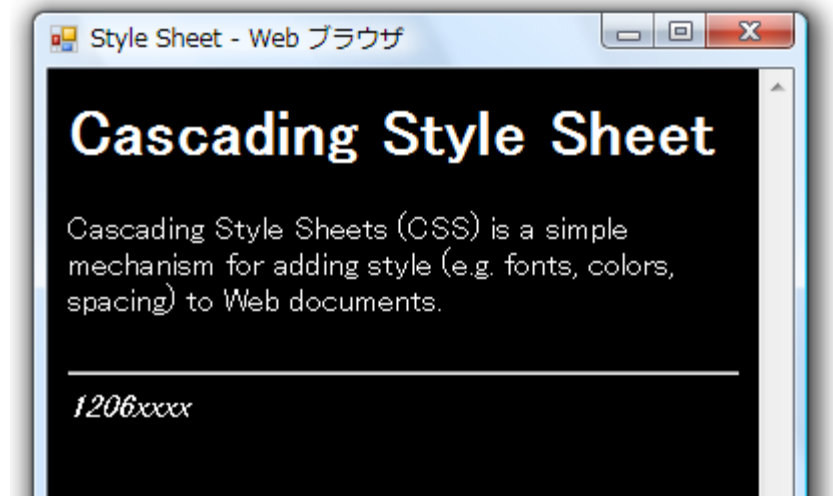 Style Sheet - Web ブラウザ
Cascading Style Sheet
Cascading Style Sheets (CSS) is a simple
mechanism for adding style (e.g. fonts, colors,
spacing) to Web documents.
1206xxxx